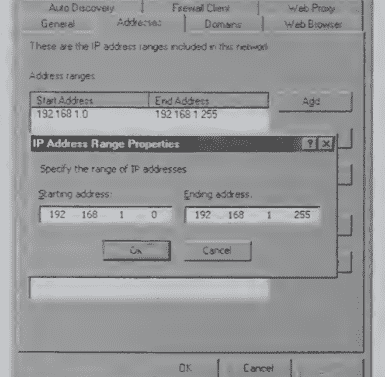 Auto Discovery Firewall Client Web Proxy
General Addresses Domains Web Browser
These are the IP address ranges included in this network
Address ranges
Start Address End Address Add
192.168.1.0 192.168.1.255
IP Address Range Properties
Specify the range of IP addresses
Starting address: Ending address:
192 168 1 0 192 168 1 255
Ok Cancel
OK Cancel